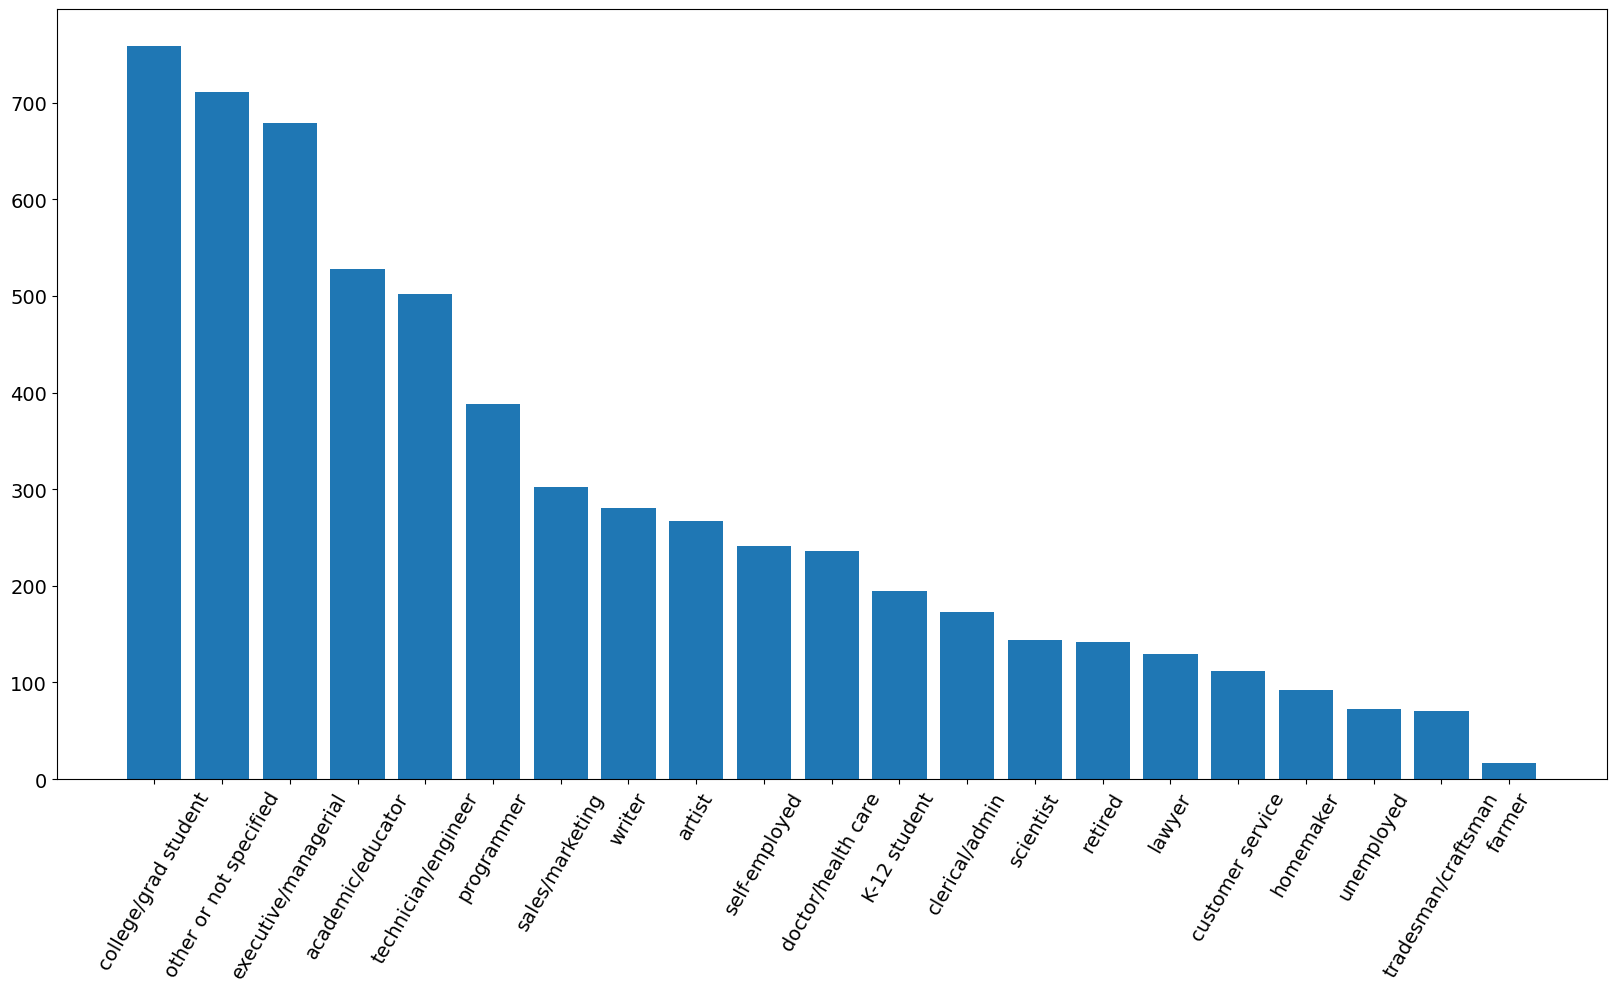 700
600
500
400
300
200
100
0
college/grad student
other or not specified
executive/managerial
academic/educator
technician/engineer
programmer
sales/marketing
writer
artist
self-employed
doctor/health care
K-12 student
clerical/admin
scientist
retired
lawyer
customer service
homemaker
unemployed
tradesman/craftsman
farmer